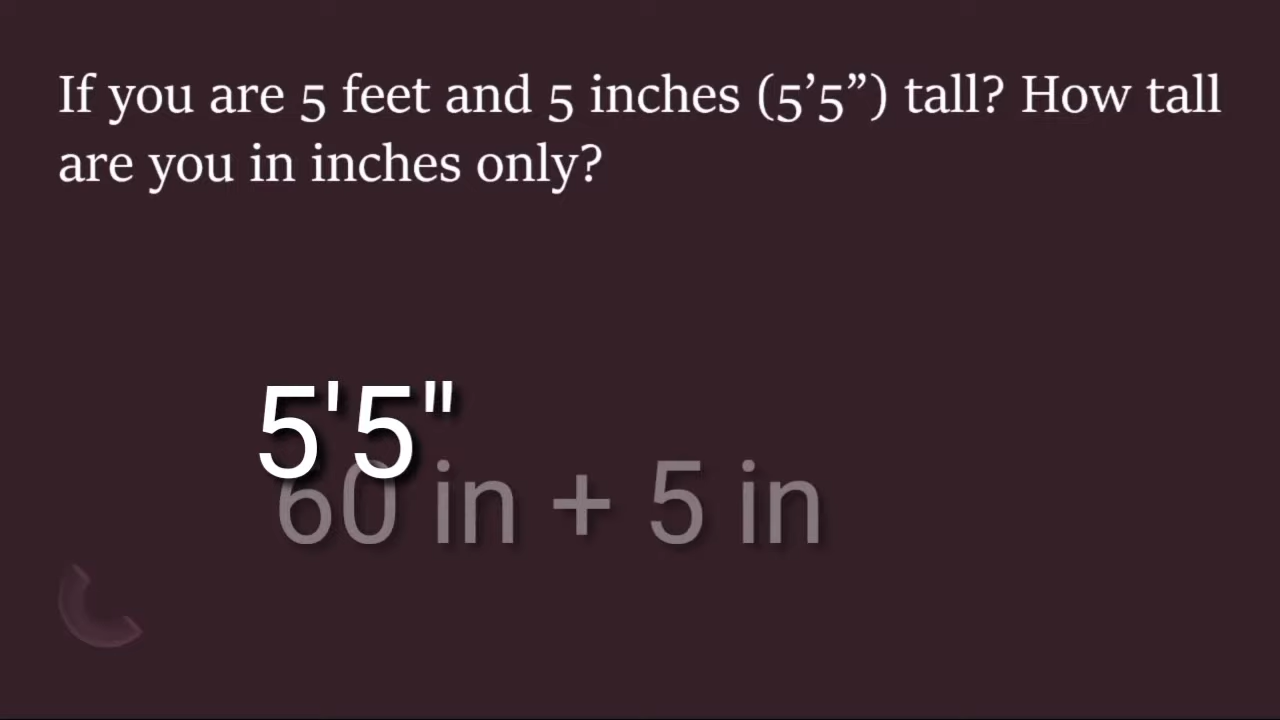 If you are 5 feet and 5 inches (5’5”) tall? How tall
are you in inches only?
5'5"
60 in + 5 in